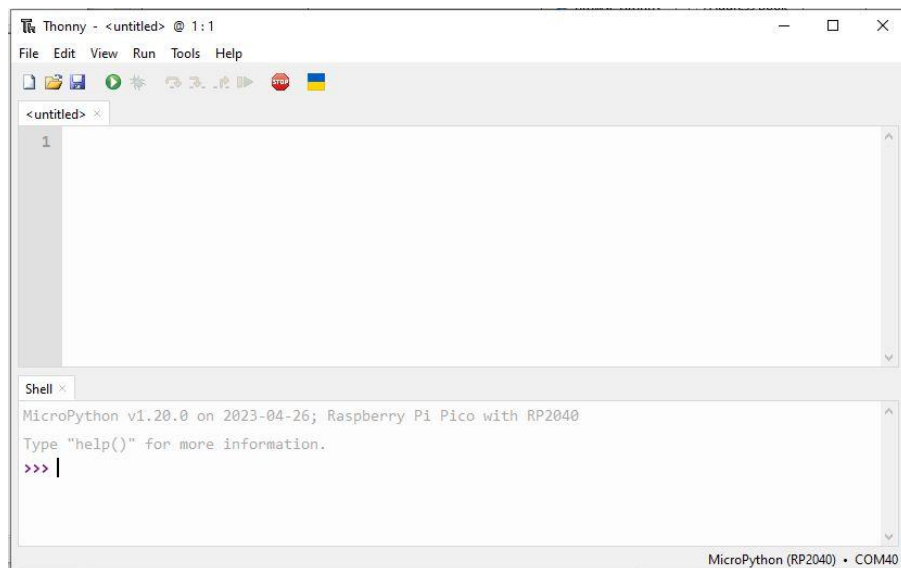 Thonny - <untitled> @ 1:1
File Edit View Run Tools Help
STOP
<untitled> ×
1
Shell ×
MicroPython v1.20.0 on 2023-04-26; Raspberry Pi Pico with RP2040
Type "help()" for more information.
>>>
MicroPython (RP2040) • COM40